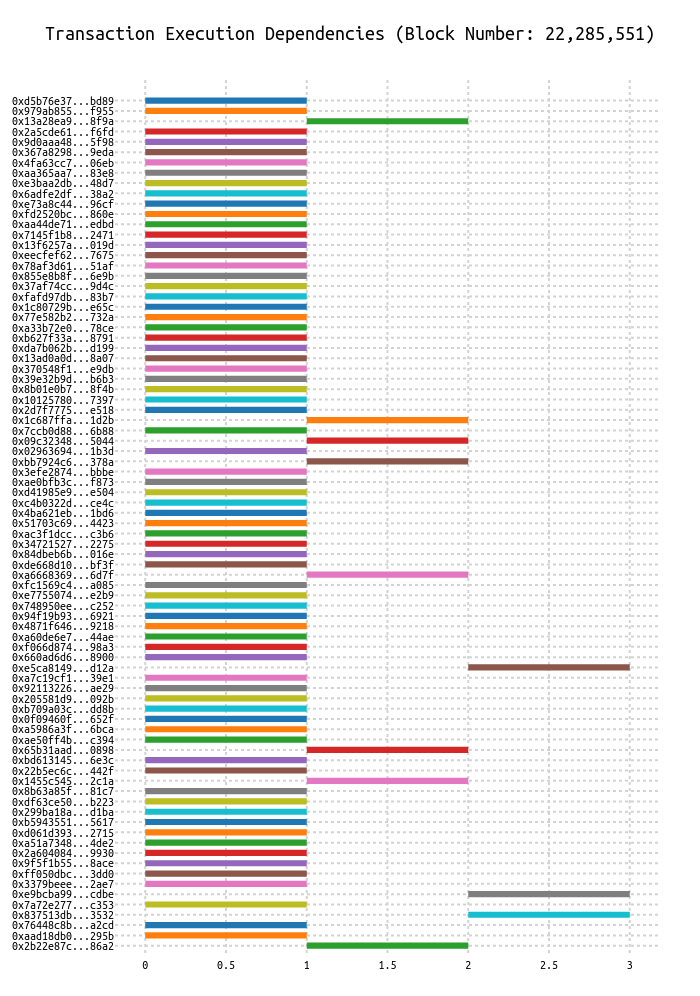 Transaction Execution Dependencies (Block Number: 22,285,551)
0xd5b76e37...bd89
0x979ab855...f955
0x13a28ea9...8f9a
0x2a5cde61...f6fd
0x9d0aaa48...5f98
0x367a8298...9eda
0x4fa63cc7...06eb
0xaa365aa7...83e8
0xe3baa2db...48d7
0x6adfe2df...38a2
0xe73a8c44...96cf
0xfd2520bc...860e
0xaa44de71...edbd
0x7145f1b8...2471
0x13f6257a...019d
0xeecfef62...7675
0x78af3d61...51af
0x855e8b8f...6e9b
0x37af74cc...9d4c
0xfafd97db...83b7
0x1c80729b...e65c
0x77e582b2...732a
0xa33b72e0...78ce
0xb627f33a...8791
0xda7b062b...d199
0x13ad0a0d...8a07
0x370548f1...e9db
0x39e32b9d...b6b3
0x8b01e0b7...8f4b
0x10125780...7397
0x2d7f7775...e518
0x1c687ffa...1d2b
0x7ccb0d88...6b88
0x09c32348...5044
0x02963694...1b3d
0xbb7924c6...378a
0x3efe2874...bbbe
0xae0bfb3c...f873
0xd41985e9...e504
0xc4b0322d...ce4c
0x4ba621eb...1bd6
0x51703c69...4423
0xac3f1dcc...c3b6
0x34721527...2275
0x84dbeb6b...016e
0xde668d10...bf3f
0xa6668369...6d7f
0xfc1569c4...a085
0xe7755074...e2b9
0x748950ee...c252
0x94f19b93...6921
0x4871f646...9218
0xa60de6e7...44ae
0xf066d874...98a3
0x660ad6d6...8900
0xe5ca8149...d12a
0xa7c19cf1...39e1
0x92113226...ae29
0x205581d9...092b
0xb709a03c...dd8b
0x0f09460f...652f
0xa5986a3f...6bca
0xae50ff4b...c394
0x65b31aad...0898
0xbd613145...6e3c
0x22b5ec6c...442f
0x1455c545...2c1a
0x8b63a85f...81c7
0xdf63ce50...b223
0x299ba18a...d1ba
0xb5943551...5617
0xd061d393...2715
0xa51a7348...4de2
0x2a604084...9930
0x9f5f1b55...8ace
0xff050dbc...3dd0
0x3379beee...2ae7
0xe9bcba99...cdbe
0x7a72e277...c353
0x837513db...3532
0x76448c8b...a2cd
0xaad18db0...295b
0x2b22e87c...86a2
0 0.5 1 1.5 2 2.5 3